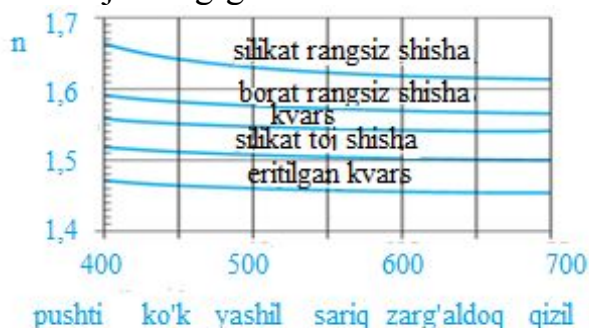 1,7
n
silikat rangsiz shisha
1,6
borat rangsiz shisha
kvars
silikat toj shisha
1,5
eritilgan kvars
1,4
400 500 600 700
pushti ko'k yashil sariq zarg'aldoq qizil